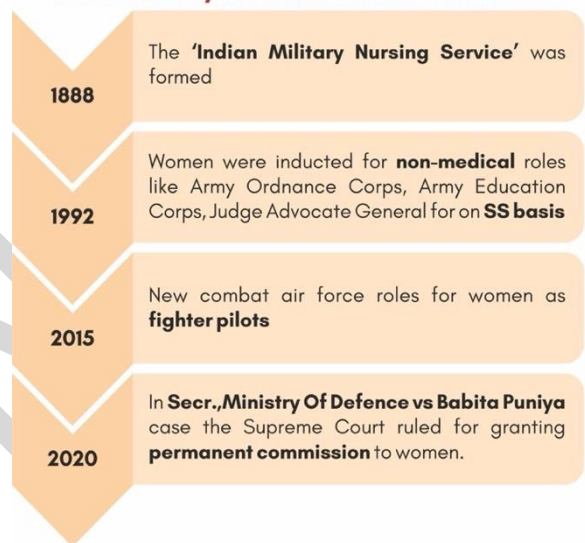 1888
The ‘Indian Military Nursing Service’ was
formed
1992
Women were inducted for non-medical roles
like Army Ordnance Corps, Army Education
Corps, Judge Advocate General for on SS basis
2015
New combat air force roles for women as
fighter pilots
2020
In Secr.,Ministry Of Defence vs Babita Puniya
case the Supreme Court ruled for granting
permanent commission to women.